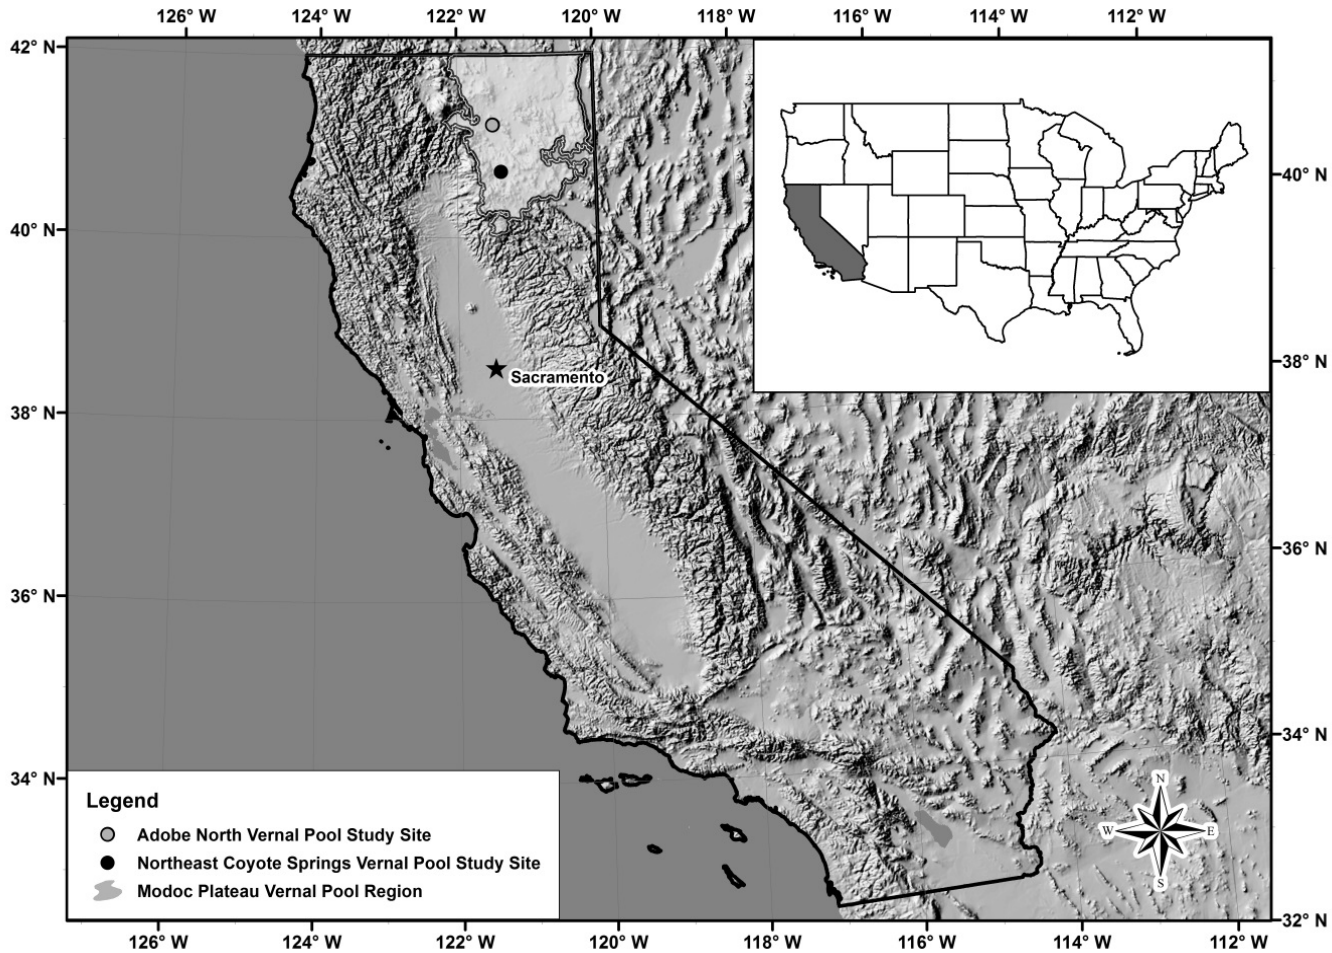 126° W 124° W 122° W 120° W 118° W 116° W 114° W 112° W
42° N
40° N
40° N
38° N
Sacramento
38° N
36° N
36° N
34° N
34° N
Legend
Adobe North Vernal Pool Study Site
Northeast Coyote Springs Vernal Pool Study Site
Modoc Plateau Vernal Pool Region
N
W E
S
32° N
126° W 124° W 122° W 120° W 118° W 116° W 114° W 112° W